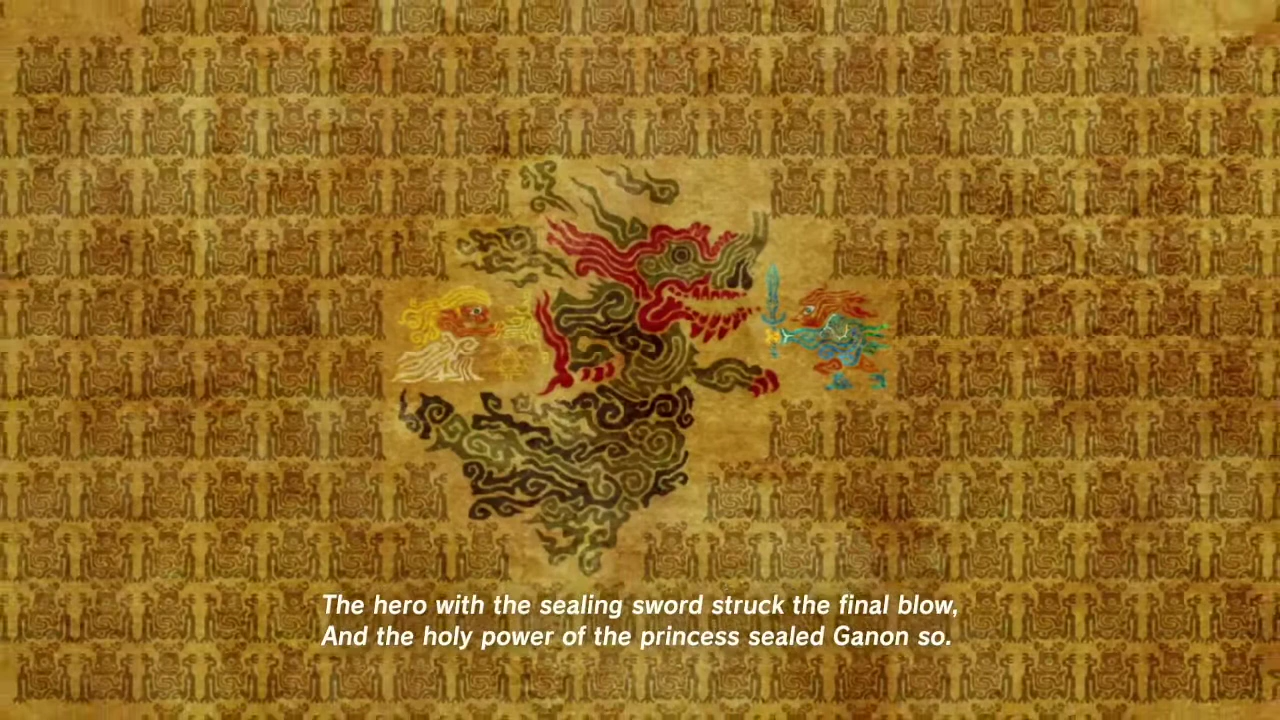 The hero with the sealing sword struck the final blow,
And the holy power of the princess sealed Ganon so.